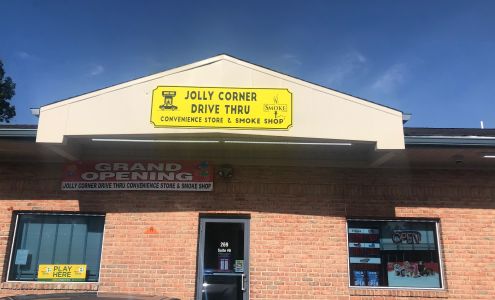 JOLLY CORNER
DRIVE THRU
CONVENIENCE STORE & SMOKE SHOP
SMOKE
GRAND
OPENING
JOLLY CORNER DRIVE THRU CONVENIENCE STORE & SMOKE SHOP
269
OPEN
PLAY
HERE